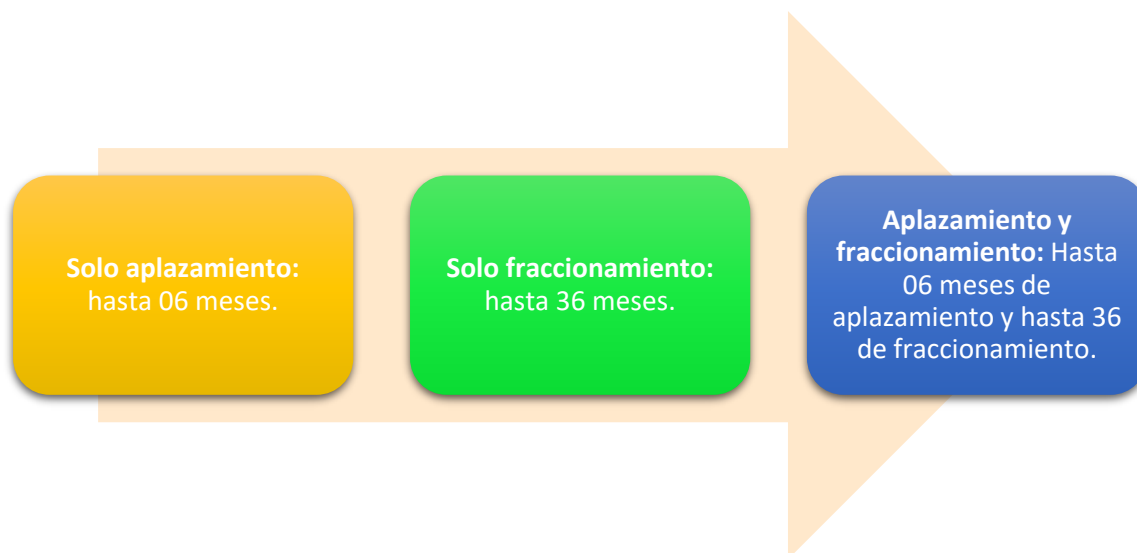 Solo aplazamiento:
hasta 06 meses.
Solo fraccionamiento:
hasta 36 meses.
Aplazamiento y
fraccionamiento: Hasta
06 meses de
aplazamiento y hasta 36
de fraccionamiento.